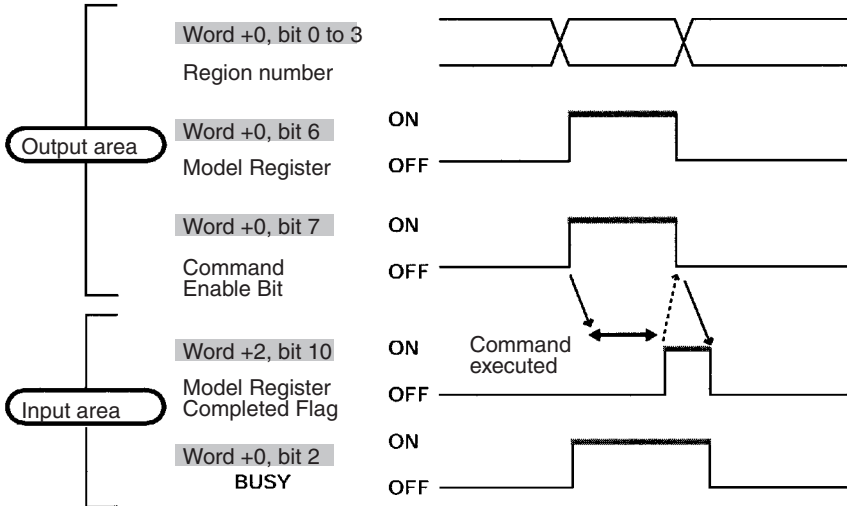 Output area
Word +0, bit 0 to 3
Region number
Word +0, bit 6
Model Register
ON
OFF
Word +0, bit 7
Command
Enable Bit
ON
OFF
Input area
Word +2, bit 10
Model Register
Completed Flag
ON
OFF
Command
executed
Word +0, bit 2
BUSY
ON
OFF